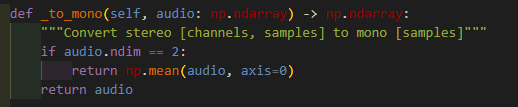 def _to_mono(self, audio: np.ndarray) -> np.ndarray:
    """Convert stereo [channels, samples] to mono [samples]"""
    if audio.ndim == 2:
        return np.mean(audio, axis=0)
    return audio